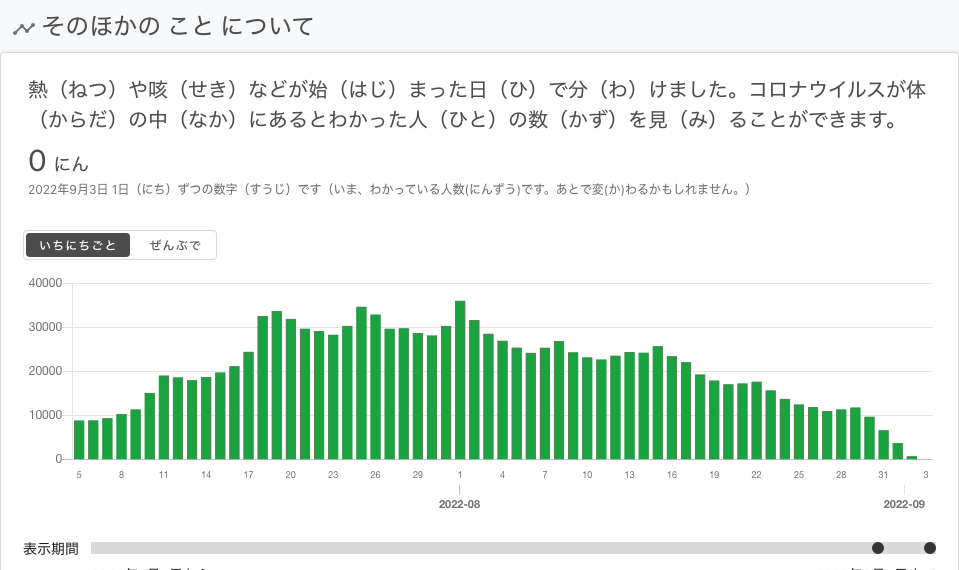 そのほかの こと について
熱（ねつ）や咳（せき）などが始（はじ）まった日（ひ）で分（わ）けました。コロナウイルスが体
（からだ）の中（なか）にあるとわかった人（ひと）の数（かず）を見（み）ることができます。
0 にん
2022年9月3日 1日（にち）ずつの数字（すうじ）です（いま、わかっている人数(にんずう)です。あとで変(か)わるかもしれません。）
いちにちごと ぜんぶで
40000
30000
20000
10000
0
5 8 11 14 17 20 23 26 29 1 4 7 10 13 16 19 22 25 28 31 3
2022-08 2022-09
表示期間